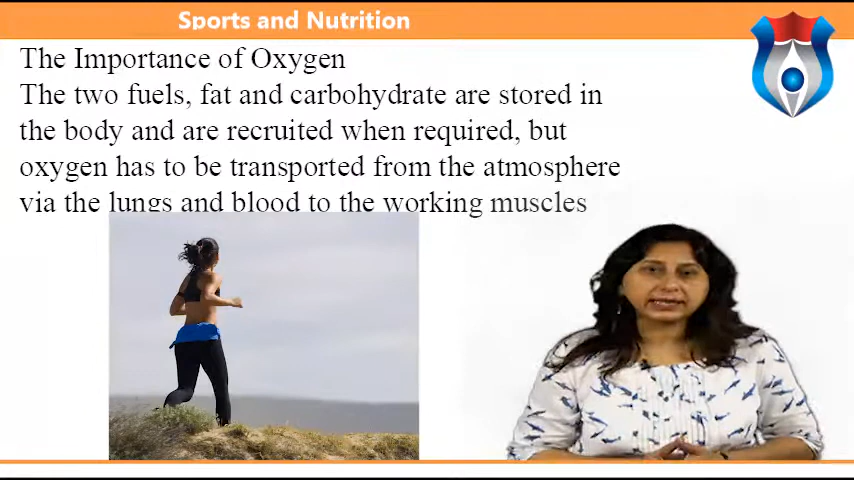 Sports and Nutrition
The Importance of Oxygen
The two fuels, fat and carbohydrate are stored in
the body and are recruited when required, but
oxygen has to be transported from the atmosphere
via the lungs and blood to the working muscles